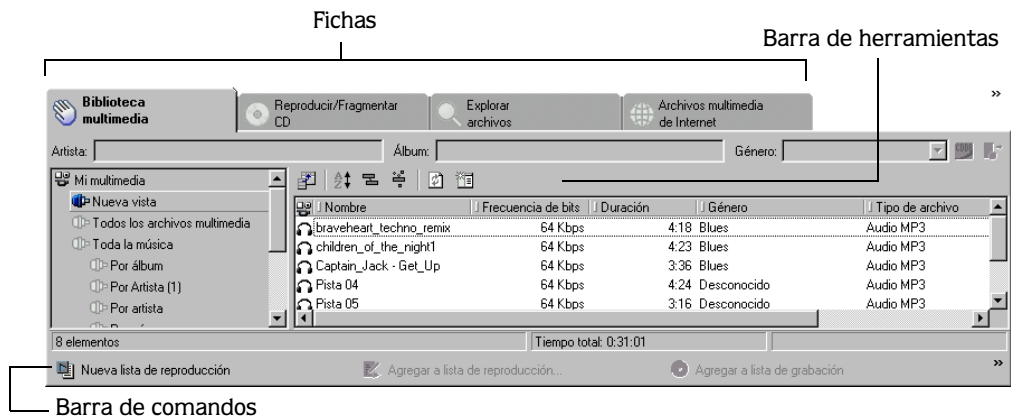 Fichas
Barra de herramientas
Biblioteca
multimedia
Reproducir/Fragmentar
CD
Explorar
archivos
Archivos multimedia
de Internet
»
Artista:
Álbum:
Género:
Mi multimedia
Nueva vista
Todos los archivos multimedia
Toda la música
Por álbum
Por Artista (1)
Por artista
Nombre Frecuencia de bits Duración Género Tipo de archivo
braveheart_techno_remix 64 Kbps 4:18 Blues Audio MP3
children_of_the_night1 64 Kbps 4:23 Blues Audio MP3
Captain_Jack - Get_Up 64 Kbps 3:36 Blues Audio MP3
Pista 04 64 Kbps 4:24 Desconocido Audio MP3
Pista 05 64 Kbps 3:16 Desconocido Audio MP3
8 elementos Tiempo total: 0:31:01
Nueva lista de reproducción Agregar a lista de reproducción... Agregar a lista de grabación »
Barra de comandos